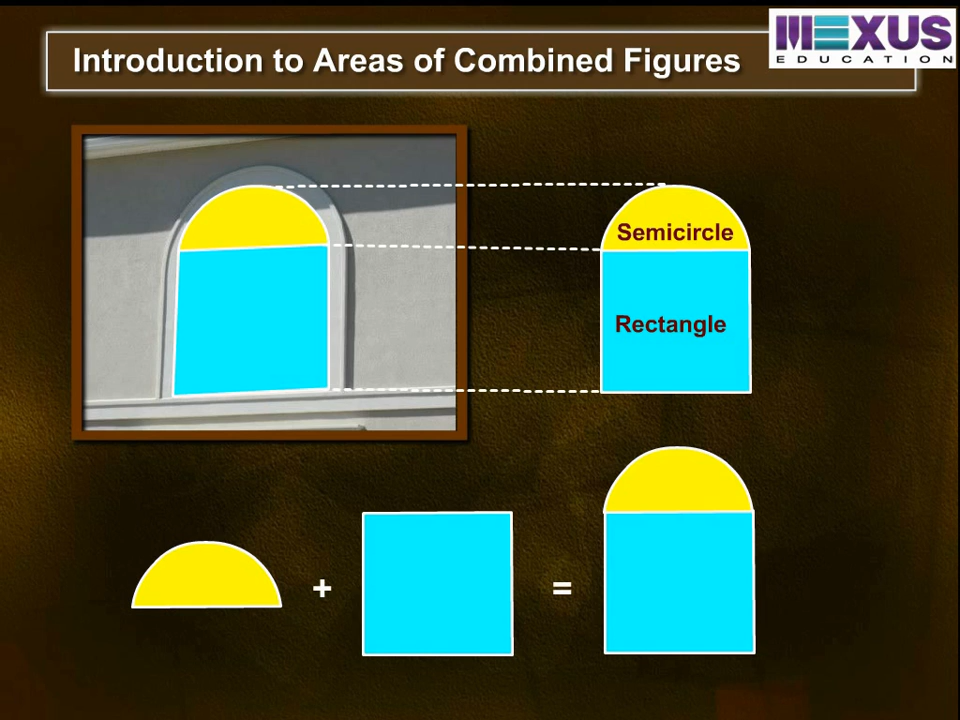 Introduction to Areas of Combined Figures
MEXUS
EDUCATION
Semicircle
Rectangle
+
=